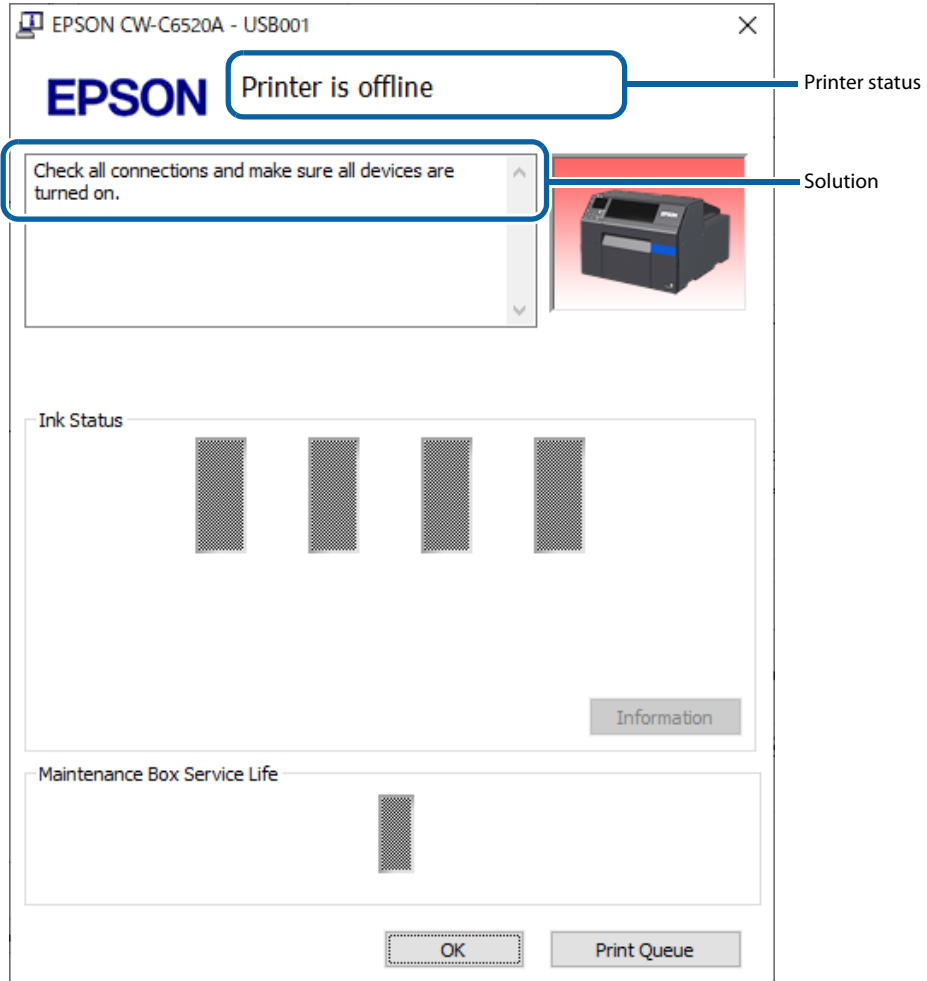 EPSON CW-C6520A - USB001
EPSON
Printer is offline
Printer status
Check all connections and make sure all devices are
turned on.
Solution
Ink Status
Information
Maintenance Box Service Life
OK
Print Queue